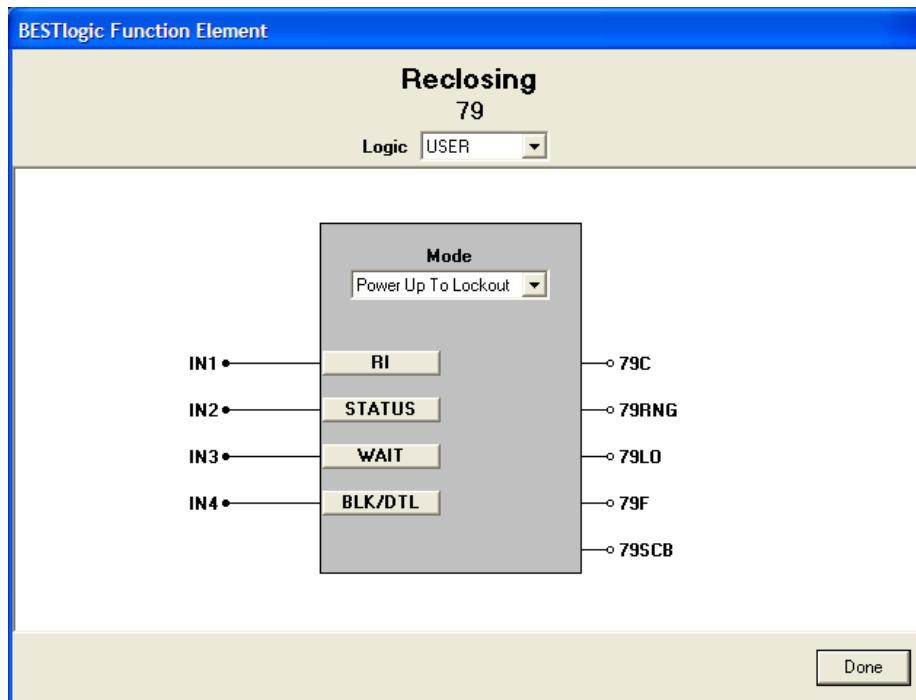 BESTlogic Function Element
Reclosing
79
Logic USER
Mode
Power Up To Lockout
IN1 RI 79C
IN2 STATUS 79RNG
IN3 WAIT 79LO
IN4 BLK/DTL 79F
79SCB
Done